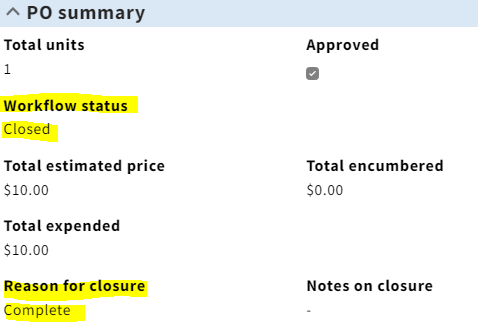 PO summary
Total units
Approved
1
Workflow status
Closed
Total estimated price
Total encumbered
$10.00
$0.00
Total expended
$10.00
Reason for closure
Notes on closure
Complete
-